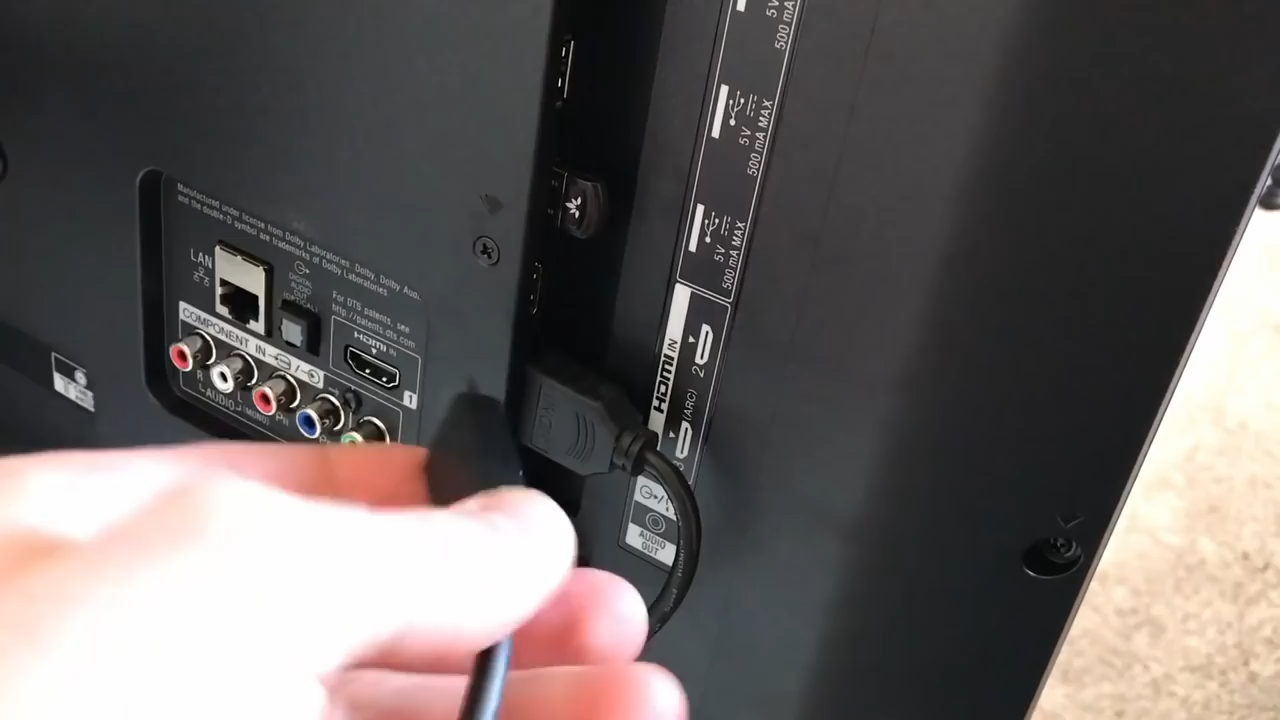 Manufactured under license from Dolby Laboratories. Dolby, Dolby Aud
and the double-D symbol are trademarks of Dolby Laboratories.
LAN
DIGITAL
AUDIO
OUT
(OPTICAL)
For DTS patents, see
http://patents.dts.com
HDMI IN
1
COMPONENT IN
R
L
AUDIO
(MONO)
5V
500 mA
5V
500 mA MAX
5V
500 mA MAX
HDMI IN
2
(ARC)
AUDIO
OUT
HDMI